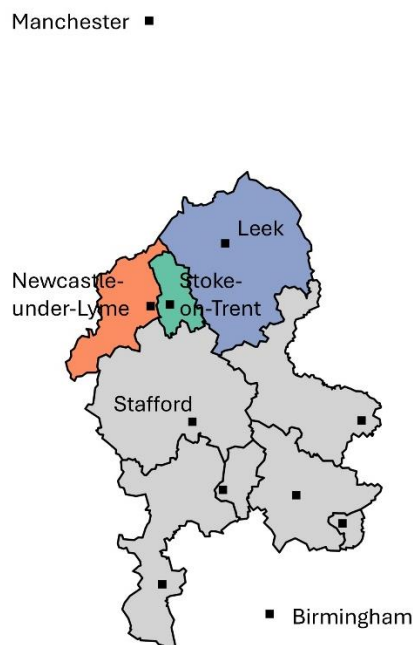 Manchester
Leek
Newcastle-
under-Lyme
Stoke-
on-Trent
Stafford
Birmingham